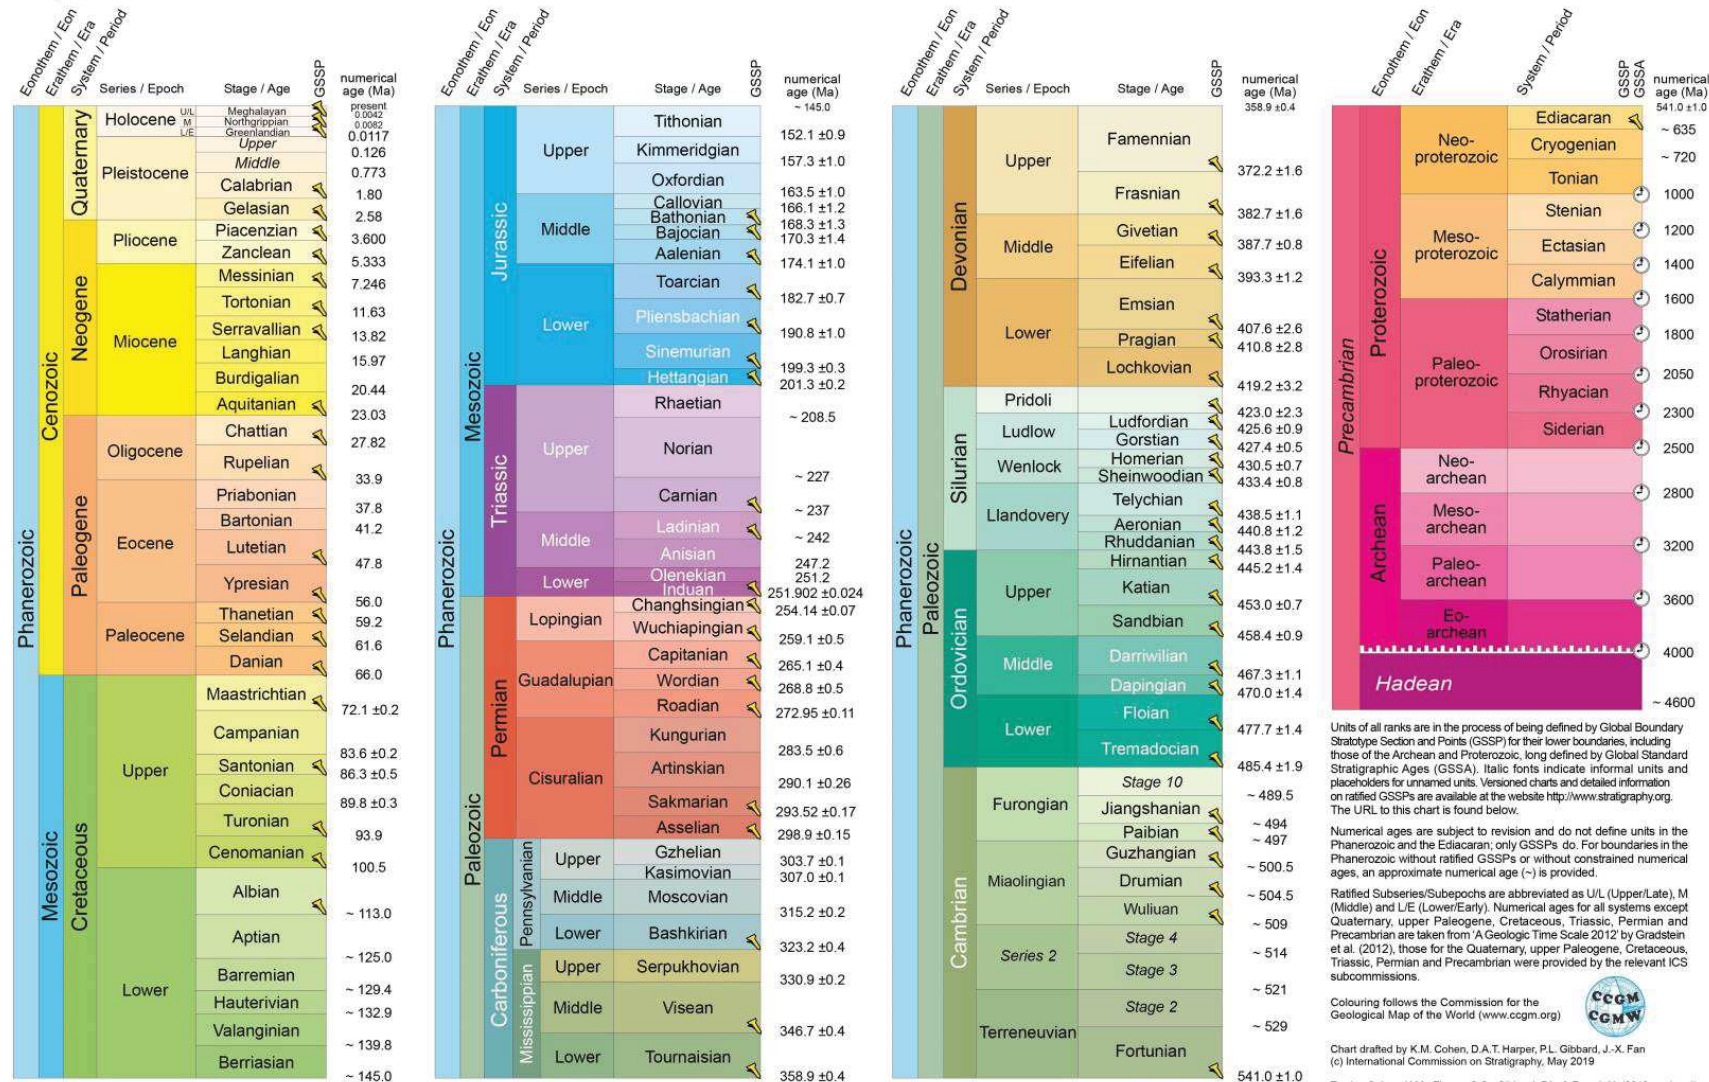 Eonothem / Eon
Erathem / Era
System / Period
Series / Epoch
Stage / Age
GSSP
numerical
age (Ma)
present
Phanerozoic
Cenozoic
Quaternary
Holocene
U/L
Meghalayan
0.0042
M
Northgrippian
0.0082
L/E
Greenlandian
0.0117
Pleistocene
Upper
0.126
Middle
0.773
Calabrian
1.80
Gelasian
2.58
Neogene
Pliocene
Piacenzian
3.600
Zanclean
5.333
Miocene
Messinian
7.246
Tortonian
11.63
Serravallian
13.82
Langhian
15.97
Burdigalian
20.44
Aquitanian
23.03
Paleogene
Oligocene
Chattian
27.82
Rupelian
33.9
Eocene
Priabonian
37.8
Bartonian
41.2
Lutetian
47.8
Ypresian
56.0
Paleocene
Thanetian
59.2
Selandian
61.6
Danian
66.0
Mesozoic
Cretaceous
Upper
Maastrichtian
72.1 ±0.2
Campanian
83.6 ±0.2
Santonian
86.3 ±0.5
Coniacian
89.8 ±0.3
Turonian
93.9
Cenomanian
100.5
Lower
Albian
~ 113.0
Aptian
~ 125.0
Barremian
~ 129.4
Hauterivian
~ 132.9
Valanginian
~ 139.8
Berriasian
~ 145.0
Eonothem / Eon
Erathem / Era
System / Period
Series / Epoch
Stage / Age
GSSP
numerical
age (Ma)
~ 145.0
Phanerozoic
Mesozoic
Jurassic
Upper
Tithonian
152.1 ±0.9
Kimmeridgian
157.3 ±1.0
Oxfordian
163.5 ±1.0
Middle
Callovian
166.1 ±1.2
Bathonian
168.3 ±1.3
Bajocian
170.3 ±1.4
Aalenian
174.1 ±1.0
Lower
Toarcian
182.7 ±0.7
Pliensbachian
190.8 ±1.0
Sinemurian
199.3 ±0.3
Hettangian
201.3 ±0.2
Triassic
Upper
Rhaetian
~ 208.5
Norian
~ 227
Carnian
~ 237
Middle
Ladinian
~ 242
Anisian
247.2
Lower
Olenekian
251.2
Induan
251.902 ±0.024
Paleozoic
Permian
Lopingian
Changhsingian
254.14 ±0.07
Wuchiapingian
259.1 ±0.5
Guadalupian
Capitanian
265.1 ±0.4
Wordian
268.8 ±0.5
Roadian
272.95 ±0.11
Cisuralian
Kungurian
283.5 ±0.6
Artinskian
290.1 ±0.26
Sakmarian
293.52 ±0.17
Asselian
298.9 ±0.15
Carboniferous
Pennsylvanian
Upper
Gzhelian
303.7 ±0.1
Kasimovian
307.0 ±0.1
Middle
Moscovian
315.2 ±0.2
Lower
Bashkirian
323.2 ±0.4
Mississippian
Upper
Serpukhovian
330.9 ±0.2
Middle
Visean
346.7 ±0.4
Lower
Tournaisian
358.9 ±0.4
Eonothem / Eon
Erathem / Era
System / Period
Series / Epoch
Stage / Age
GSSP
numerical
age (Ma)
358.9 ±0.4
Phanerozoic
Paleozoic
Devonian
Upper
Famennian
372.2 ±1.6
Frasnian
382.7 ±1.6
Middle
Givetian
387.7 ±0.8
Eifelian
393.3 ±1.2
Lower
Emsian
407.6 ±2.6
Pragian
410.8 ±2.8
Lochkovian
419.2 ±3.2
Silurian
Pridoli
423.0 ±2.3
Ludlow
Ludfordian
425.6 ±0.9
Gorstian
427.4 ±0.5
Wenlock
Homerian
430.5 ±0.7
Sheinwoodian
433.4 ±0.8
Llandovery
Telychian
438.5 ±1.1
Aeronian
440.8 ±1.2
Rhuddanian
443.8 ±1.5
Ordovician
Upper
Hirnantian
445.2 ±1.4
Katian
453.0 ±0.7
Sandbian
458.4 ±0.9
Middle
Darriwilian
467.3 ±1.1
Dapingian
470.0 ±1.4
Lower
Floian
477.7 ±1.4
Tremadocian
485.4 ±1.9
Cambrian
Furongian
Stage 10
~ 489.5
Jiangshanian
~ 494
Paibian
~ 497
Miaolingian
Guzhangian
~ 500.5
Drumian
~ 504.5
Wuliuan
~ 509
Series 2
Stage 4
~ 514
Stage 3
~ 521
Terreneuvian
Stage 2
~ 529
Fortunian
541.0 ±1.0
Eonothem / Eon
Erathem / Era
System / Period
GSSP
GSSA
numerical
age (Ma)
541.0 ±1.0
Precambrian
Proterozoic
Neo-
proterozoic
Ediacaran
~ 635
Cryogenian
~ 720
Tonian
1000
Meso-
proterozoic
Stenian
1200
Ectasian
1400
Calymmian
1600
Paleo-
proterozoic
Statherian
1800
Orosirian
2050
Rhyacian
2300
Siderian
2500
Archean
Neo-
archean
2800
Meso-
archean
3200
Paleo-
archean
3600
Eo-
archean
4000
Hadean
~ 4600
Units of all ranks are in the process of being defined by Global Boundary
Stratotype Section and Points (GSSP) for their lower boundaries, including
those of the Archean and Proterozoic, long defined by Global Standard
Stratigraphic Ages (GSSA). Italic fonts indicate informal units and
placeholders for unnamed units. Versioned charts and detailed information
on ratified GSSPs are available at the website http://www.stratigraphy.org.
The URL to this chart is found below.
Numerical ages are subject to revision and do not define units in the
Phanerozoic and the Ediacaran; only GSSPs do. For boundaries in the
Phanerozoic without ratified GSSPs or without constrained numerical
ages, an approximate numerical age (~) is provided.
Ratified Subseries/Subepochs are abbreviated as U/L (Upper/Late), M
(Middle) and L/E (Lower/Early). Numerical ages for all systems except
Quaternary, upper Paleogene, Cretaceous, Triassic, Permian and
Precambrian are taken from 'A Geologic Time Scale 2012' by Gradstein
et al. (2012), those for the Quaternary, upper Paleogene, Cretaceous,
Triassic, Permian and Precambrian were provided by the relevant ICS
subcommissions.
Colouring follows the Commission for the
Geological Map of the World (www.ccgm.org)
CCGM
CGMW
Chart drafted by K.M. Cohen, D.A.T. Harper, P.L. Gibbard, J.-X. Fan
(c) International Commission on Stratigraphy, May 2019